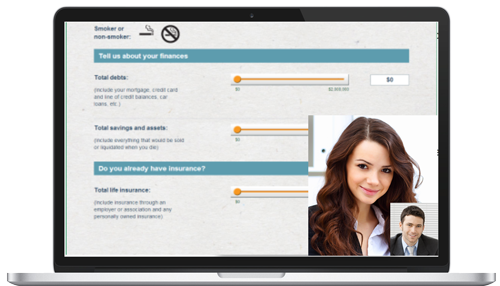 Smoker or
non-smoker:
Tell us about your finances
Total debts:
$0
(include your mortgage, credit card
and line of credit balances, car
loans, etc.)
$0
$2,000,000
Total savings and assets:
(include everything that would be sold
or liquidated when you die)
$0
Do you already have insurance?
Total life insurance:
(include insurance through an
employer or association and any
personally owned insurance)
$0